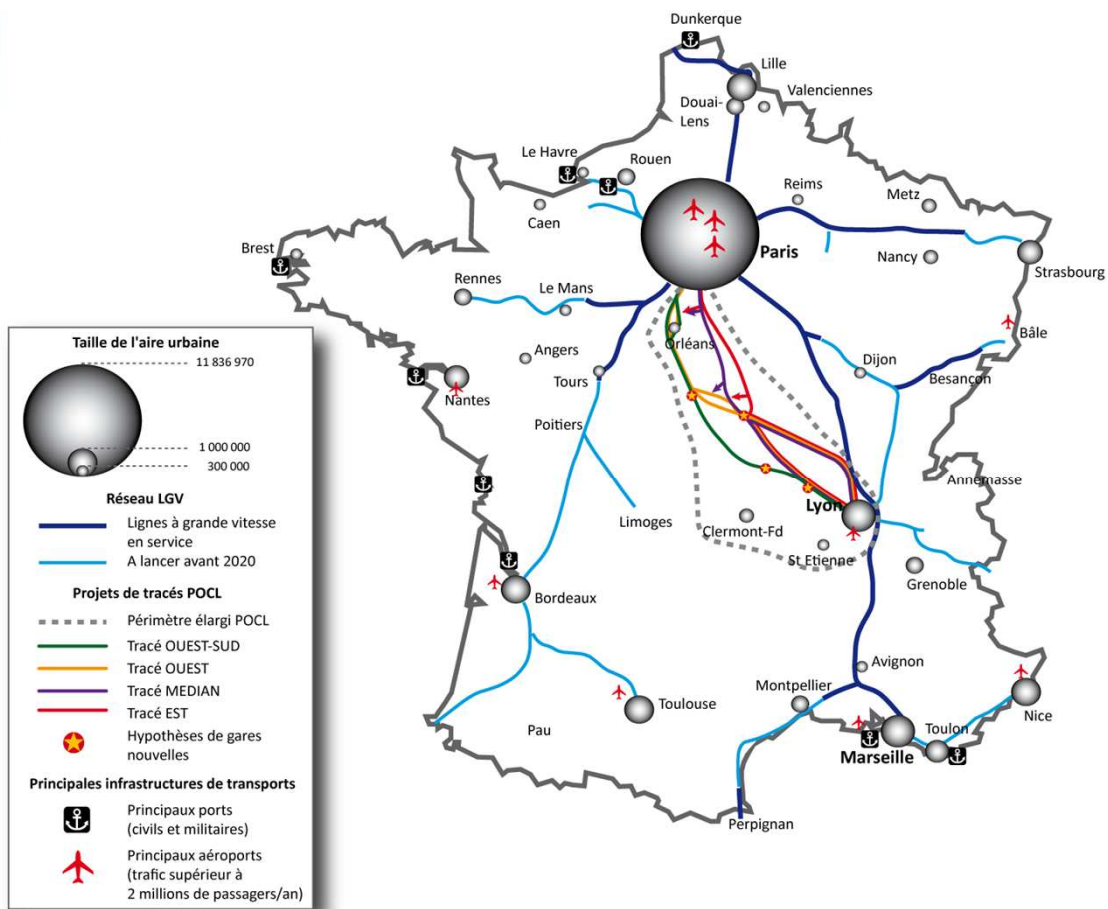 Dunkerque
Lille
Valenciennes
Douai-
Lens
Le Havre
Rouen
Reims
Metz
Caen
Paris
Brest
Nancy
Strasbourg
Rennes
Le Mans
Bâle
Orléans
Dijon
Angers
Besançon
Tours
Nantes
Poitiers
Annemasse
Limoges
Lyon
Clermont-Fd
St Etienne
Grenoble
Bordeaux
Avignon
Montpellier
Toulouse
Nice
Toulon
Pau
Marseille
Perpignan
Taille de l'aire urbaine
11 836 970
1 000 000
300 000
Réseau LGV
Lignes à grande vitesse
en service
A lancer avant 2020
Projets de tracés POCL
Périmètre élargi POCL
Tracé OUEST-SUD
Tracé OUEST
Tracé MEDIAN
Tracé EST
Hypothèses de gares
nouvelles
Principales infrastructures de transports
Principaux ports
(civils et militaires)
Principaux aéroports
(trafic supérieur à
2 millions de passagers/an)